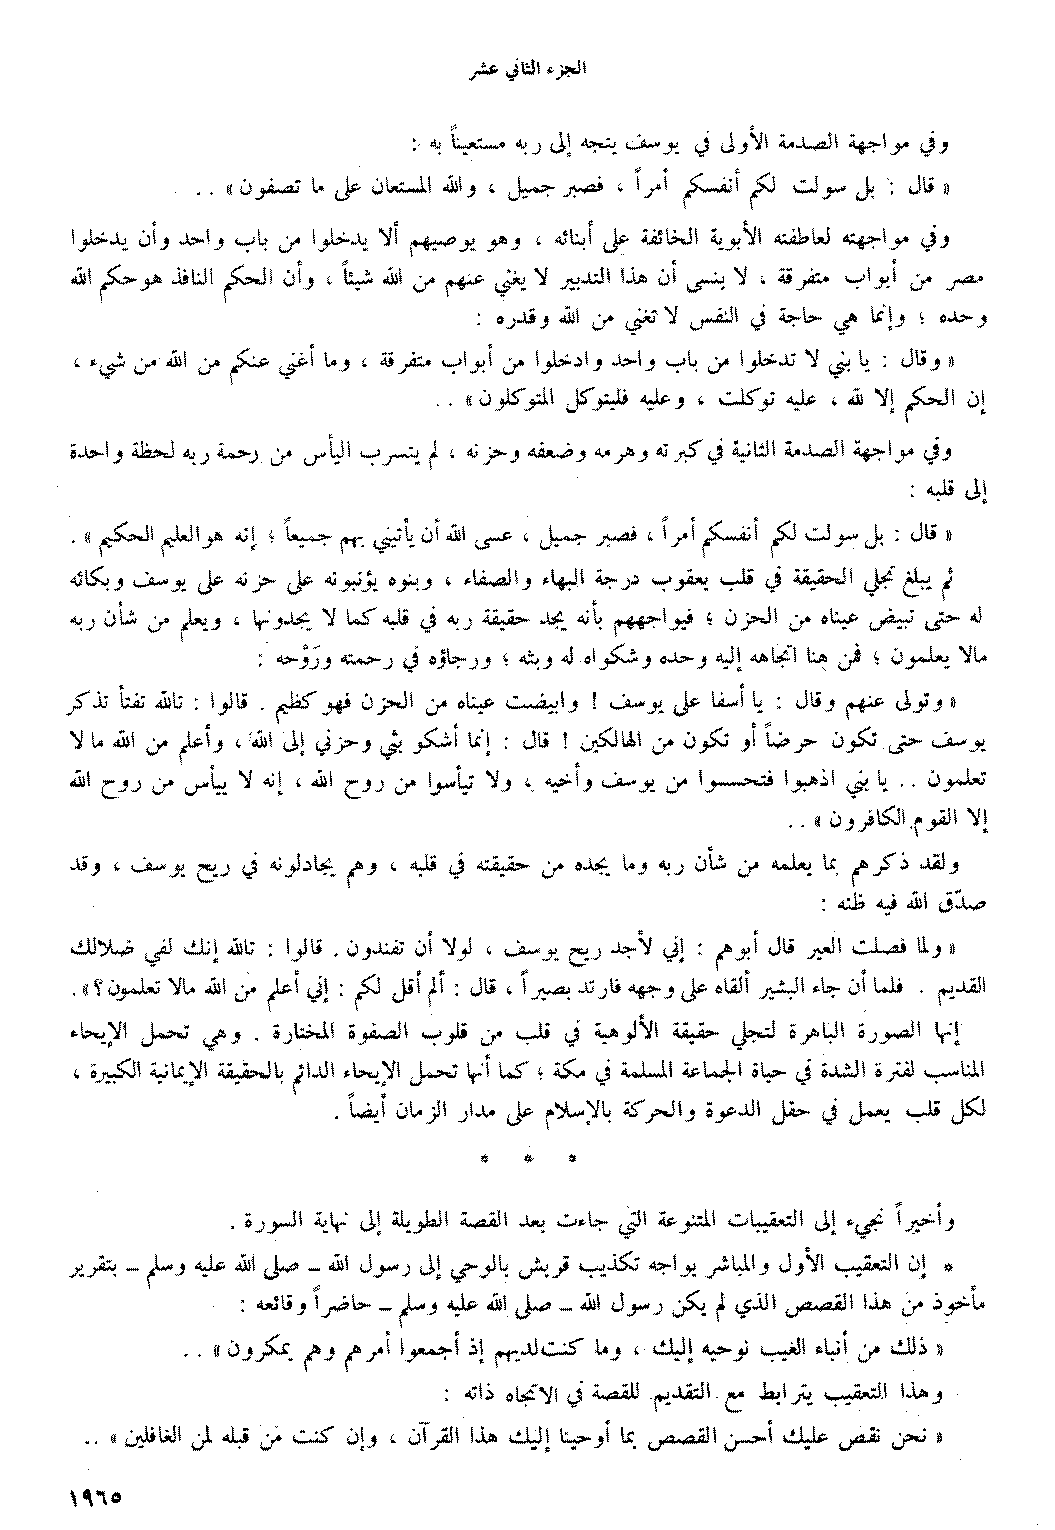 الجزء الثاني عشر
وفي مواجهة الصدمة الأولى في يوسف يتجه إلى ربه مستعيناً به :
« قال : بل سولت لكم أنفسكم أمراً ، فصبر جميل ، والله المستعان على ما تصفون» . .
وفي مواجهته لعاطفته الأبوية الخائفة على أبنائه ، وهو يوصيهم ألا يدخلوا من باب واحد وأن يدخلوا
مصر من أبواب متفرقة ، لا ينسى أن هذا التدبير لا يغني عنهم من الله شيئاً ، وأن الحكم النافذ هو حكم الله
وحده ؛ وإنما هي حاجة في النفس لا تغني من الله وقدره :
« وقال : يا بني لا تدخلوا من باب واحد وادخلوا من أبواب متفرقة ، وما أغني عنكم من الله من شيء ،
إن الحكم إلا لله ، عليه توكلت ، وعليه فليتوكل المتوكلون» . .
وفي مواجهة الصدمة الثانية في كبرته وهرمه وضعفه وحزنه ، لم يتسرب اليأس من رحمة ربه لحظة واحدة
إلى قلبه :
« قال : بل سولت لكم أنفسكم أمراً ، فصبر جميل ، عسى الله أن يأتيني بهم جميعاً ؛ إنه هو العليم الحكيم » .
ثم يبلغ تجلي الحقيقة في قلب يعقوب درجة البهاء والصفاء ، وبنوه يؤنبونه على حزنه على يوسف وبكائه
له حتى تبيض عيناه من الحزن ؛ فيواجههم بأنه يجد حقيقة ربه في قلبه كما لا يجدونها ، ويعلم من شأن ربه
مالا يعلمون ؛ فمن هنا اتجاهه إليه وحده وشكواه له وبثه ؛ ورجاؤه في رحمته ورَوْحه :
« وتولى عنهم وقال : يا أسفا على يوسف ! وابيضت عيناه من الحزن فهو كظيم . قالوا : تالله تفتأ تذكر
يوسف حتى تكون حرضاً أو تكون من الهالكين ! قال : إنما أشكو بثي وحزني إلى الله ، وأعلم من الله ما لا
تعلمون . . يا بني اذهبوا فتحسسوا من يوسف وأخيه ، ولا تيأسوا من روح الله ، إنه لا ييأس من روح الله
إلا القوم الكافرون » . .
ولقد ذكرهم بما يعلمه من شأن ربه وما يجده من حقيقته في قلبه ، وهم يجادلونه في ريح يوسف ، وقد
صدّق الله فيه ظنه :
« ولما فصلت العير قال أبوهم : إني لأجد ريح يوسف ، لولا أن تفندون . قالوا : تالله إنك لفي ضلالك
القديم . فلما أن جاء البشير ألقاه على وجهه فارتد بصيراً ، قال : ألم أقل لكم : إني أعلم من الله مالا تعلمون ؟» .
إنها الصورة الباهرة لتجلي حقيقة الألوهية في قلب من قلوب الصفوة المختارة . وهي تحمل الإيحاء
المناسب لفترة الشدة في حياة الجماعة المسلمة في مكة ؛ كما أنها تحمل الإيحاء الدائم بالحقيقة الإيمانية الكبيرة ،
لكل قلب يعمل في حقل الدعوة والحركة بالإسلام على مدار الزمان أيضاً .
* * *
وأخيراً نجيء إلى التعقيبات المتنوعة التي جاءت بعد القصة الطويلة إلى نهاية السورة .
* إن التعقيب الأول والمباشر يواجه تكذيب قريش بالوحي إلى رسول الله – صلى الله عليه وسلم – بتقرير
مأخوذ من هذا القصص الذي لم يكن رسول الله – صلى الله عليه وسلم – حاضراً وقائعه :
« ذلك من أنباء الغيب نوحيه إليك ، وما كنت لديهم إذ أجمعوا أمرهم وهم يمكرون» . .
وهذا التعقيب يترابط مع التقديم للقصة في الاتجاه ذاته :
« نحن نقص عليك أحسن القصص بما أوحينا إليك هذا القرآن ، وإن كنت من قبله لمن الغافلين » . .
١٩٦٥